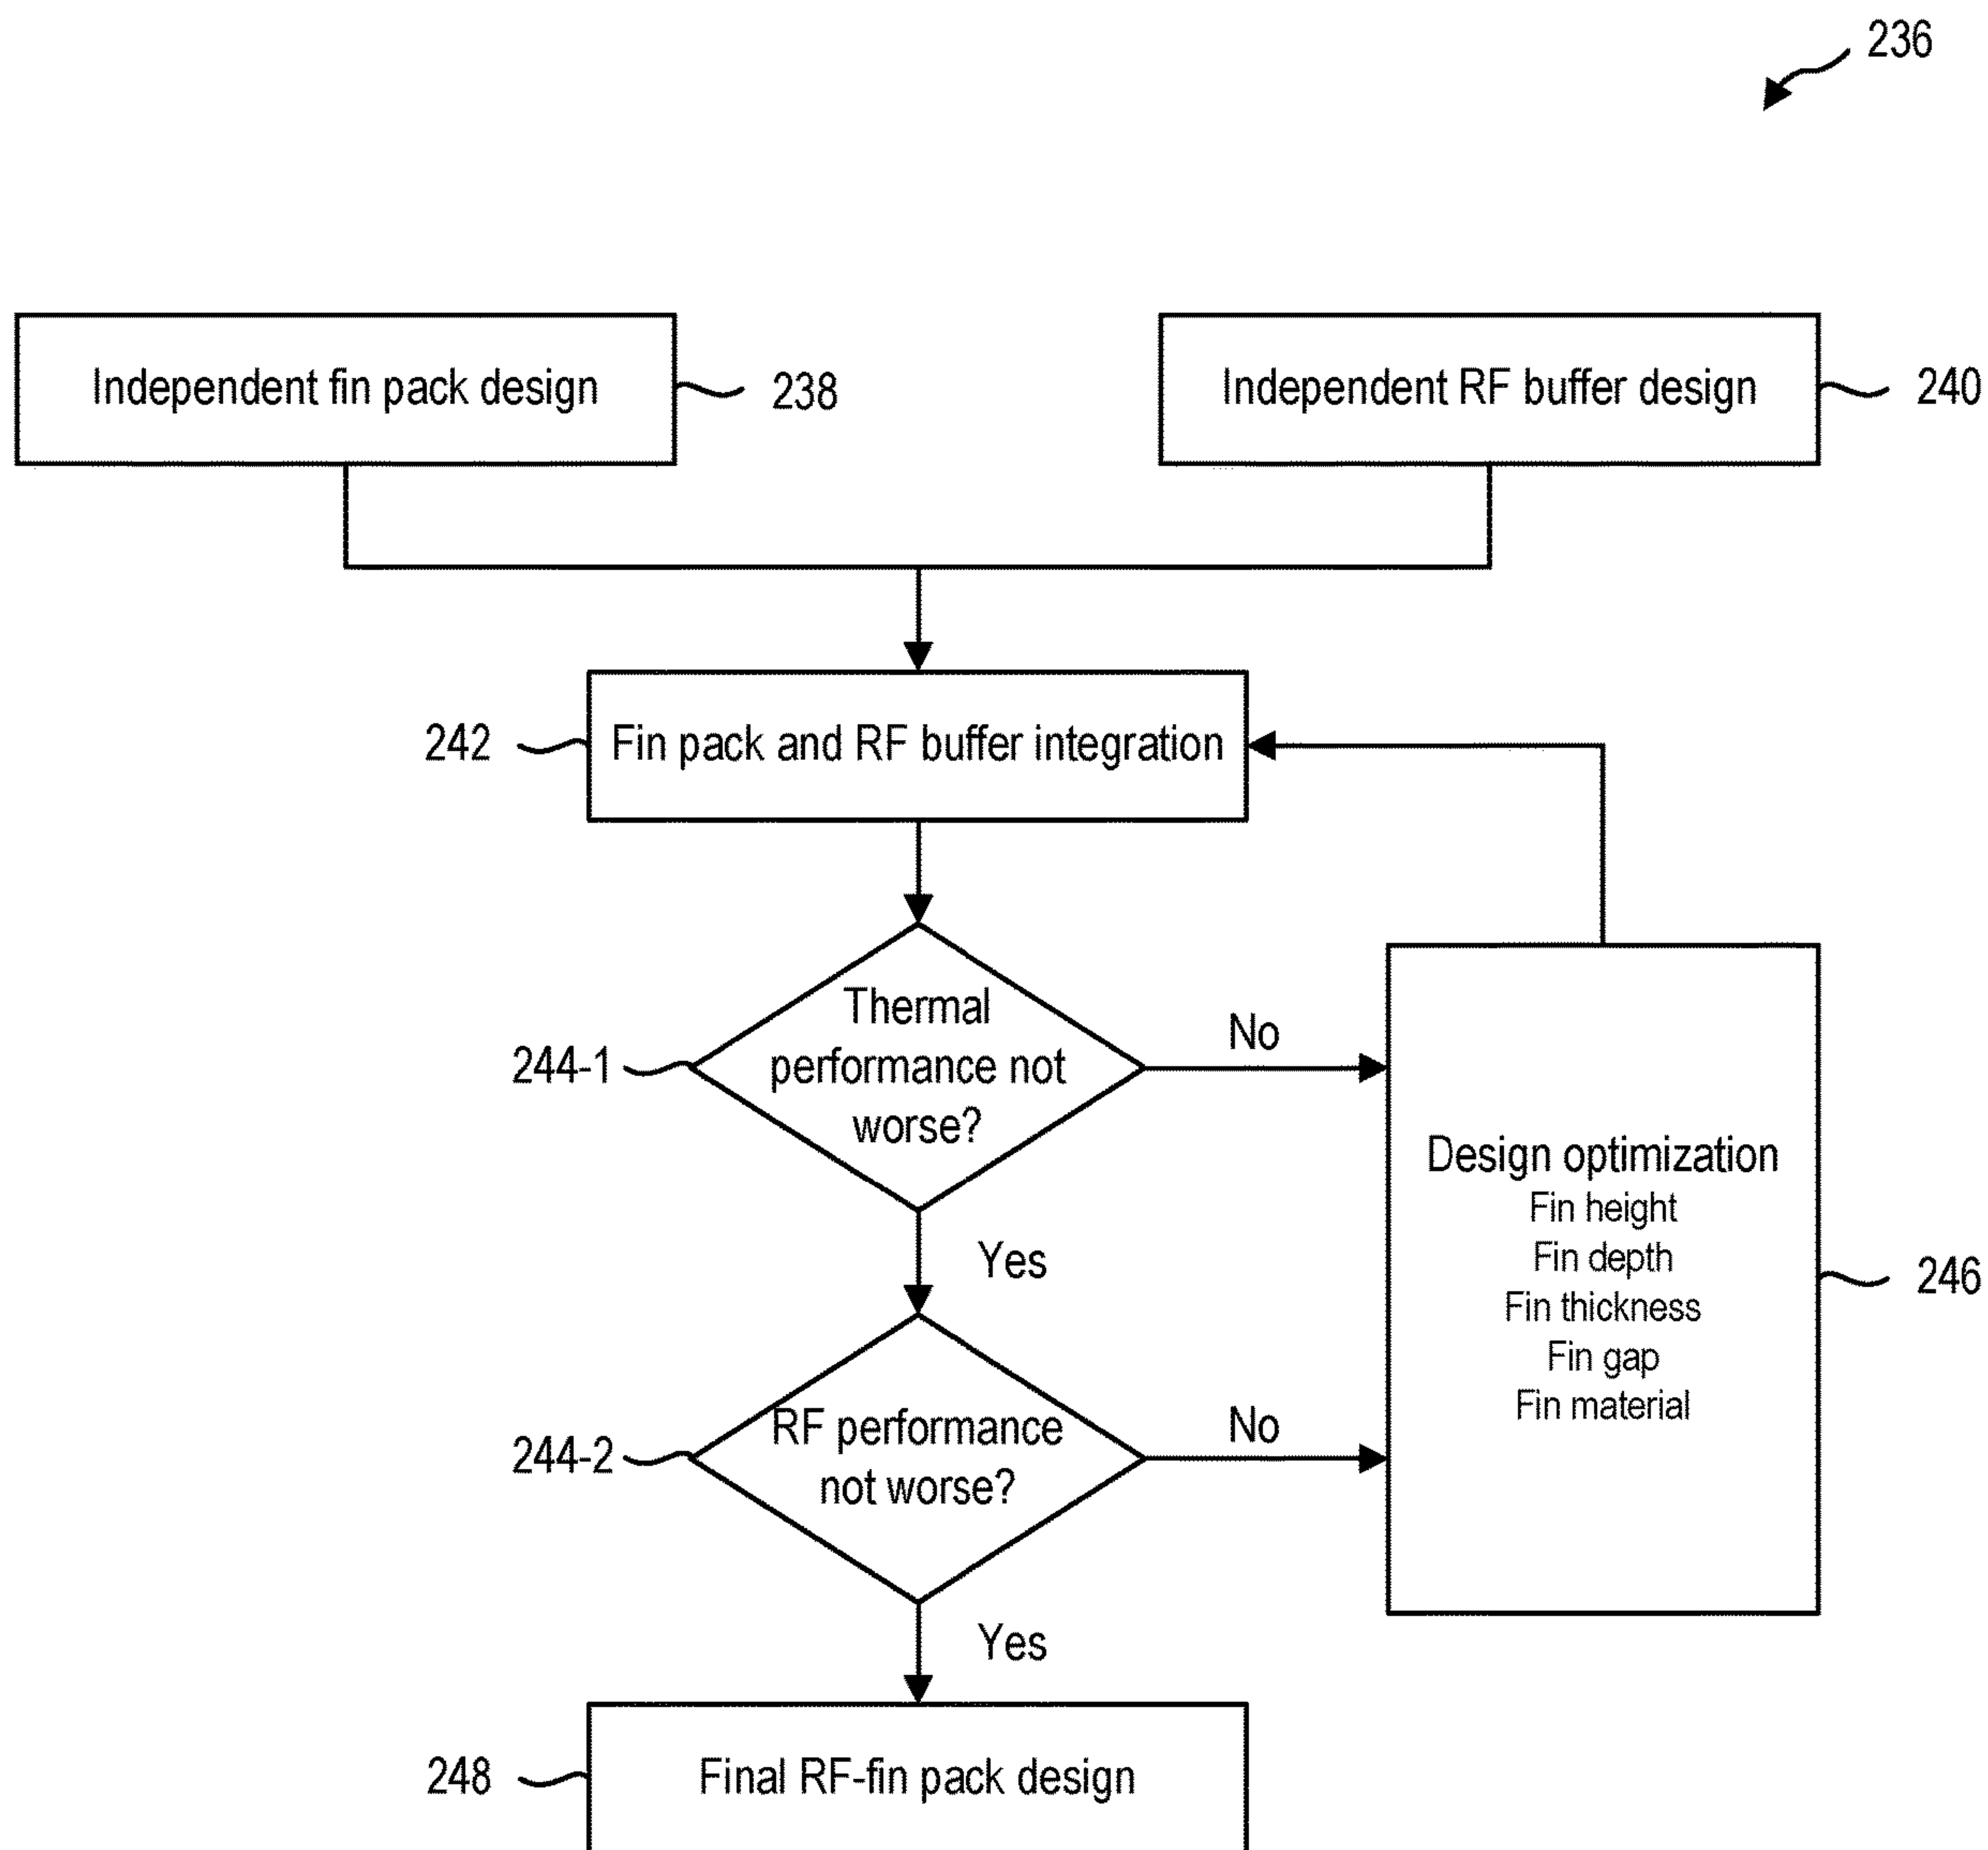 236
Independent fin pack design
238
Independent RF buffer design
240
242
Fin pack and RF buffer integration
244-1
Thermal
performance not
worse?
No
Yes
Design optimization
Fin height
Fin depth
Fin thickness
Fin gap
Fin material
246
244-2
RF performance
not worse?
No
Yes
248
Final RF-fin pack design